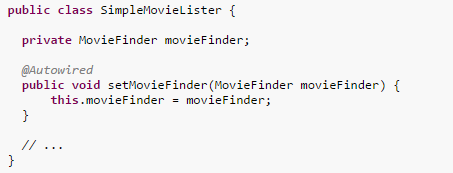 public class SimpleMovieLister {
private MovieFinder movieFinder;
@Autowired
public void setMovieFinder(MovieFinder movieFinder) {
this.movieFinder = movieFinder;
}
// ...
}